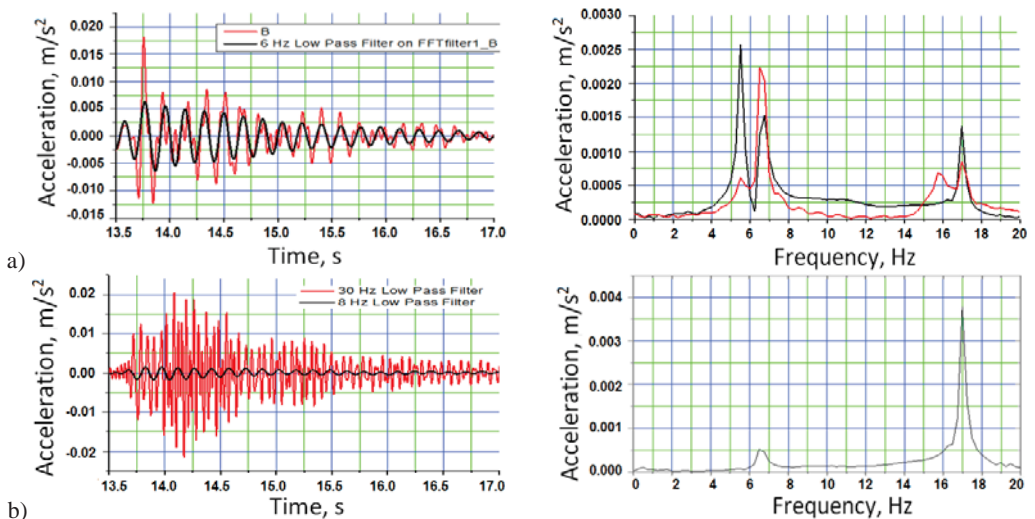 a)
Acceleration, m/s²
0.020
0.015
0.010
0.005
0.000
-0.005
-0.010
-0.015
B
6 Hz Low Pass Filter on FFTfilter1_B
13.5 14.0 14.5 15.0 15.5 16.0 16.5 17.0
Time, s
Acceleration, m/s²
0.0030
0.0025
0.0020
0.0015
0.0010
0.0005
0.0000
0 2 4 6 8 10 12 14 16 18 20
Frequency, Hz
b)
Acceleration, m/s²
0.02
0.01
0.00
-0.01
-0.02
30 Hz Low Pass Filter
8 Hz Low Pass Filter
13.5 14.0 14.5 15.0 15.5 16.0 16.5 17.0
Time, s
Acceleration, m/s²
0.004
0.003
0.002
0.001
0.000
0 2 4 6 8 10 12 14 16 18 20
Frequency, Hz